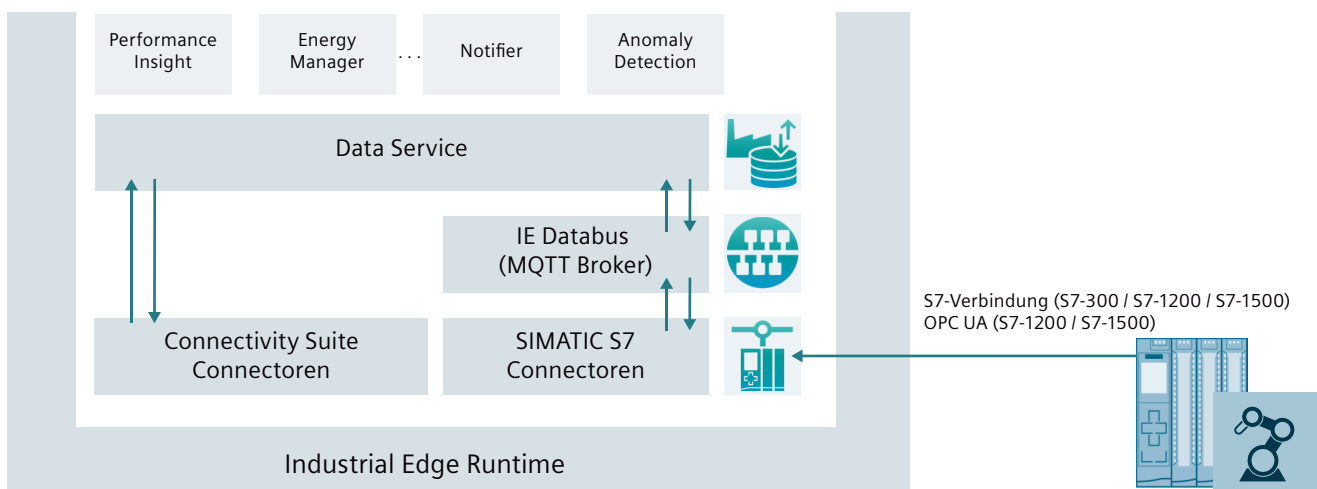 Performance
Insight
Energy
Manager
...
Notifier
Anomaly
Detection
Data Service
IE Databus
(MQTT Broker)
S7-Verbindung (S7-300 / S7-1200 / S7-1500)
OPC UA (S7-1200 / S7-1500)
Connectivity Suite
Connectoren
SIMATIC S7
Connectoren
Industrial Edge Runtime